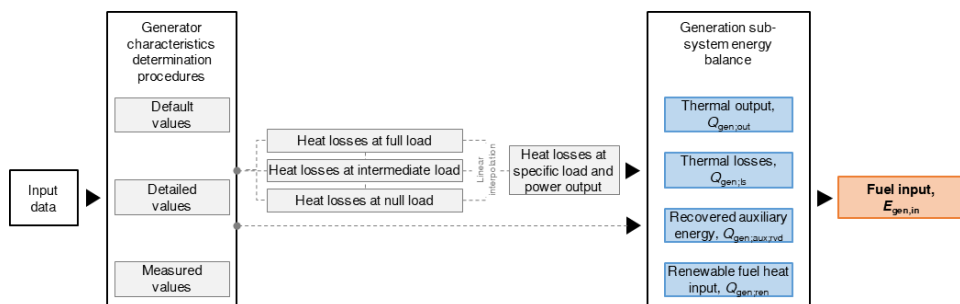 Input
data
Generator
characteristics
determination
procedures
Default
values
Detailed
values
Measured
values
Heat losses at full load
Heat losses at intermediate load
Heat losses at null load
Linear
interpolation
Heat losses at
specific load and
power output
Generation sub-
system energy
balance
Thermal output,
Qgen;out
Thermal losses,
Qgen;ls
Recovered auxiliary
energy, Qgen;aux;rvd
Renewable fuel heat
input, Qgen;ren
Fuel input,
Egen,in